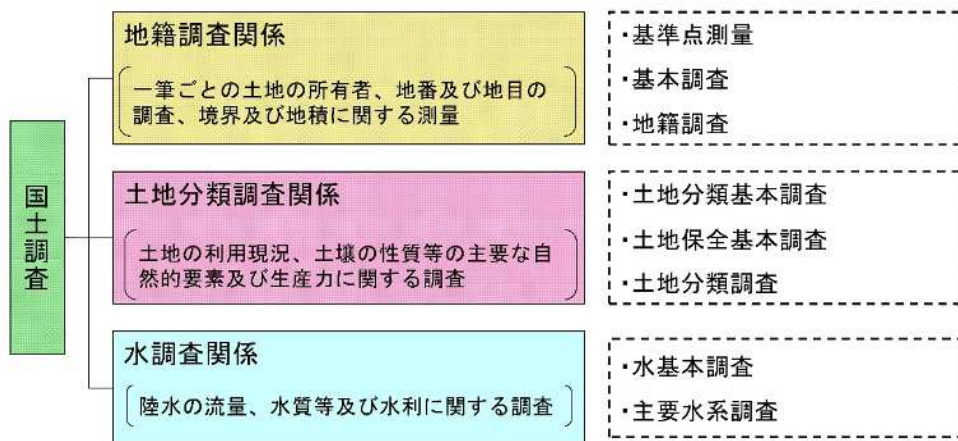 国土調査
地籍調査関係
一筆ごとの土地の所有者、地番及び地目の
調査、境界及び地積に関する測量
・基準点測量
・基本調査
・地籍調査
土地分類調査関係
土地の利用現況、土壌の性質等の主要な自
然的要素及び生産力に関する調査
・土地分類基本調査
・土地保全基本調査
・土地分類調査
水調査関係
陸水の流量、水質等及び水利に関する調査
・水基本調査
・主要水系調査